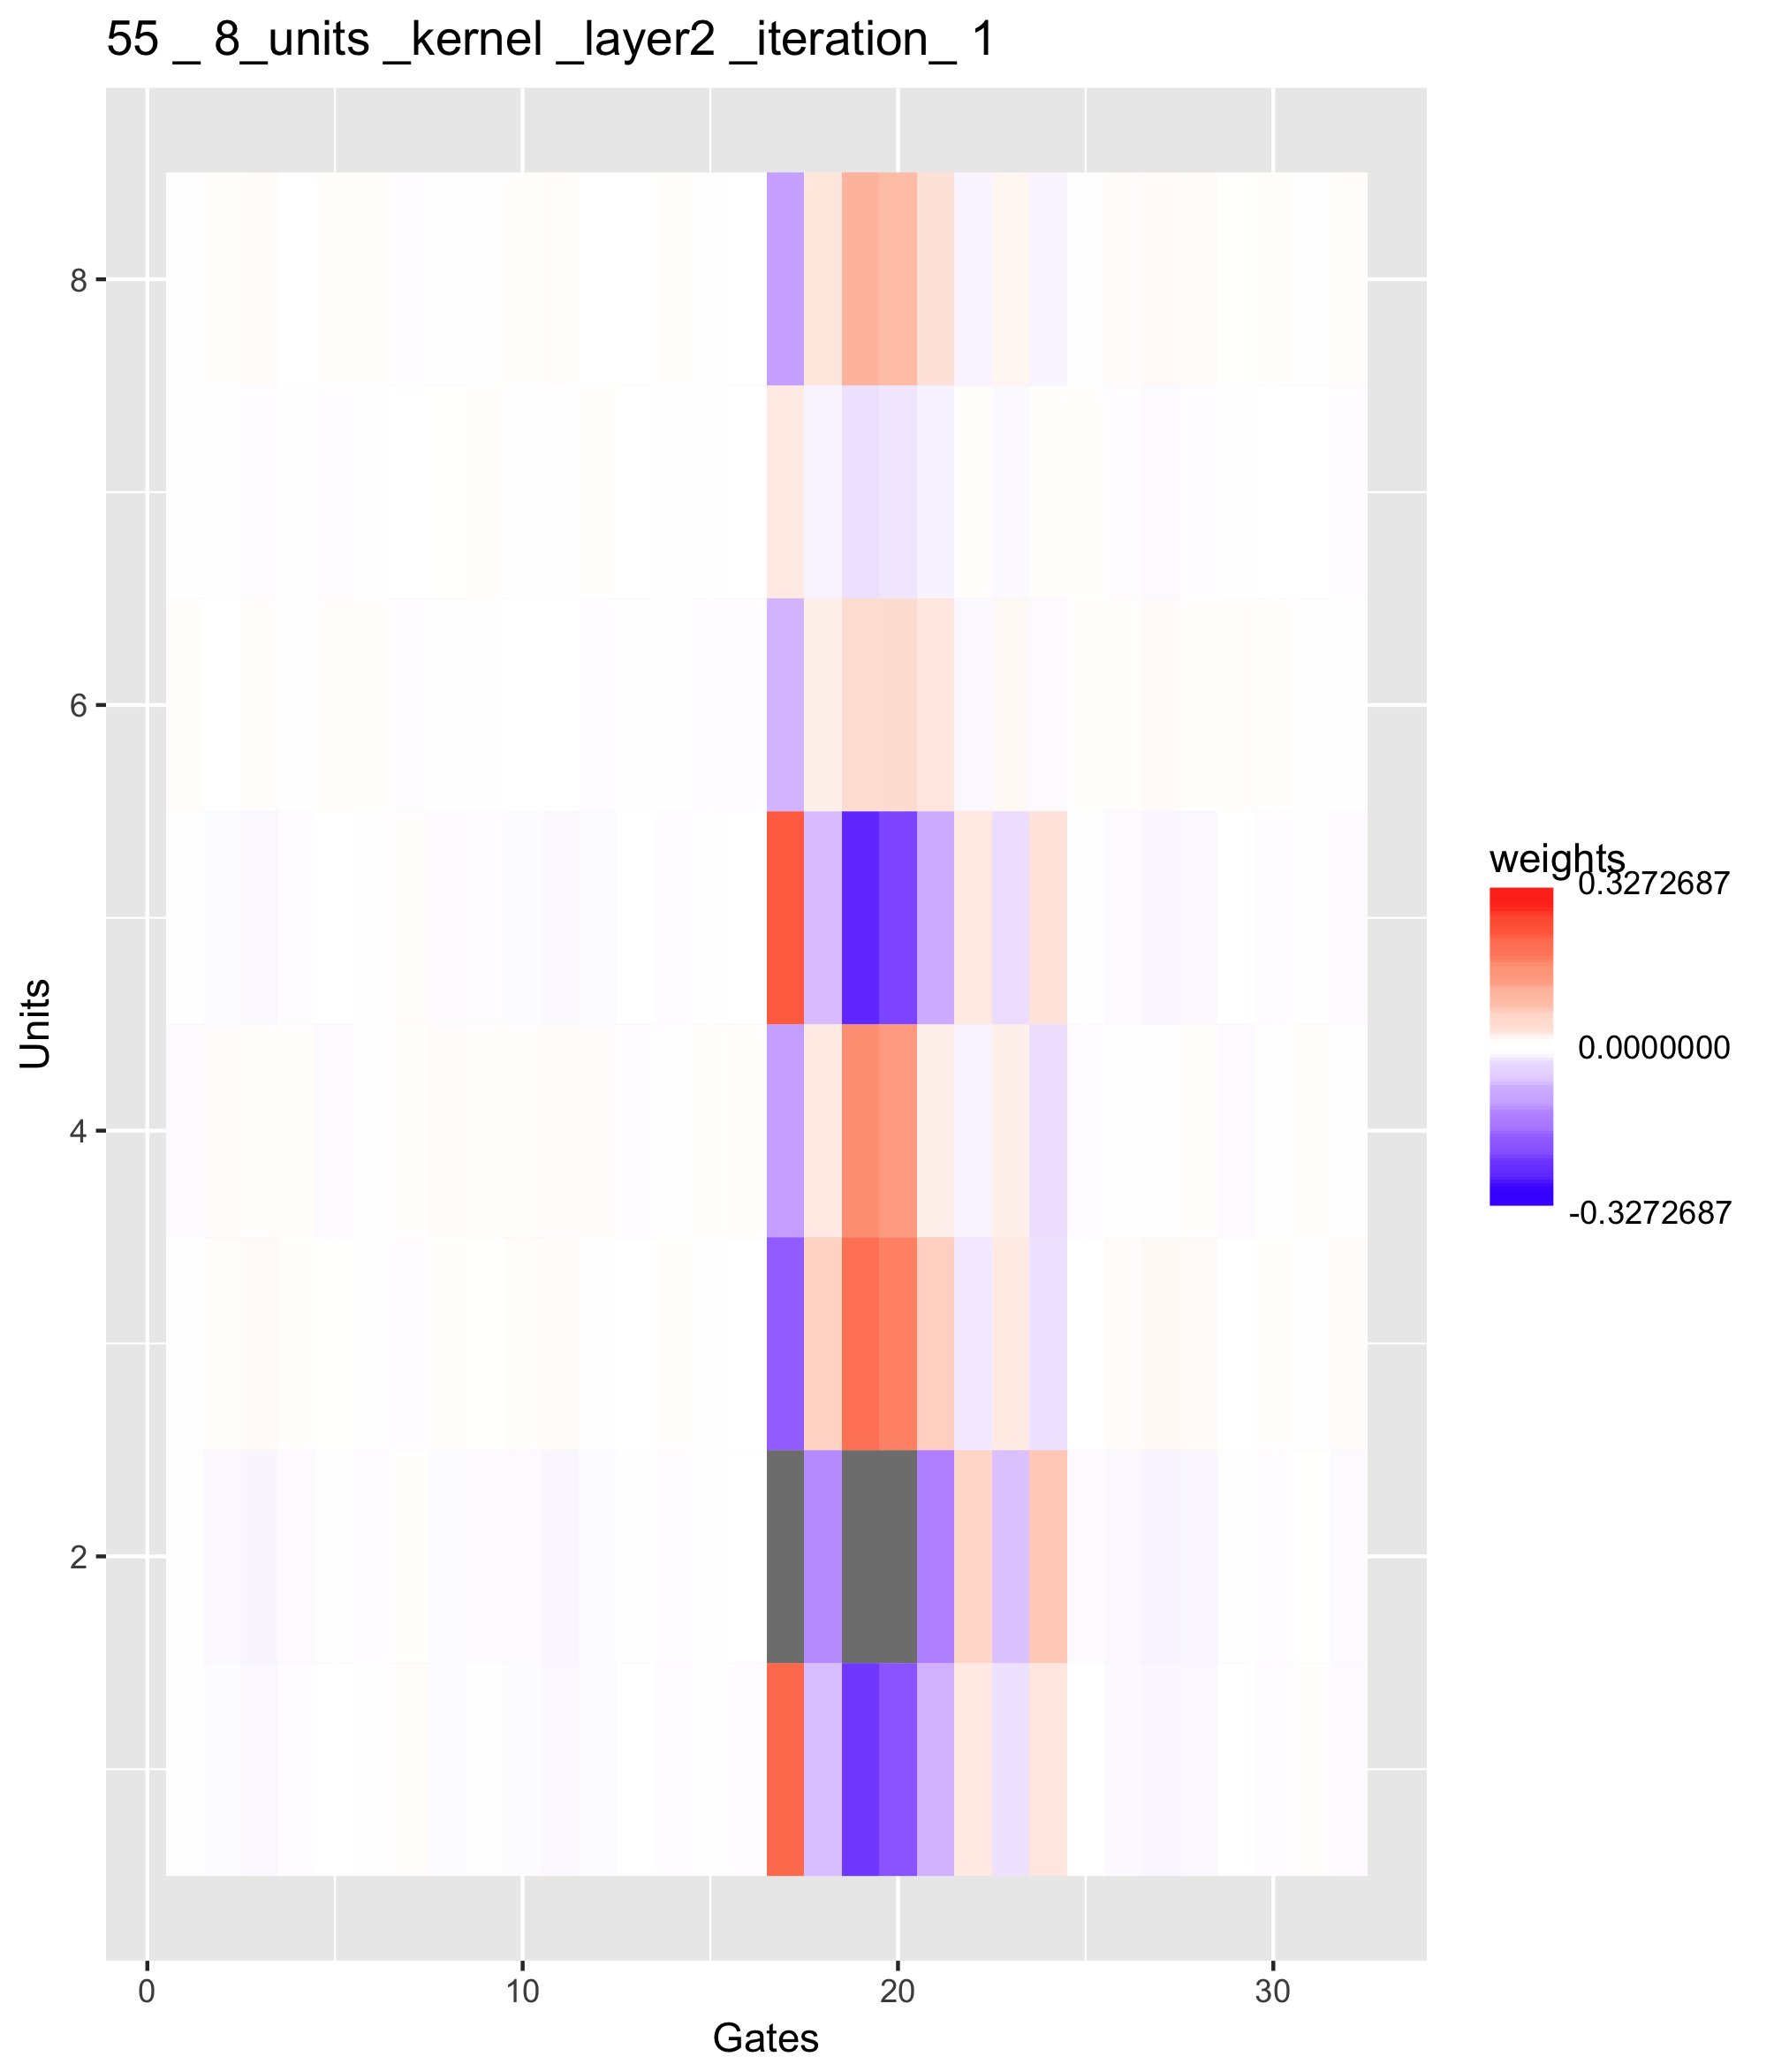 55 _ 8_units _kernel _layer2 _iteration_ 1
8
6
4
2
Units
0
10
20
30
Gates
weights
0.3272687
0.0000000
-0.3272687